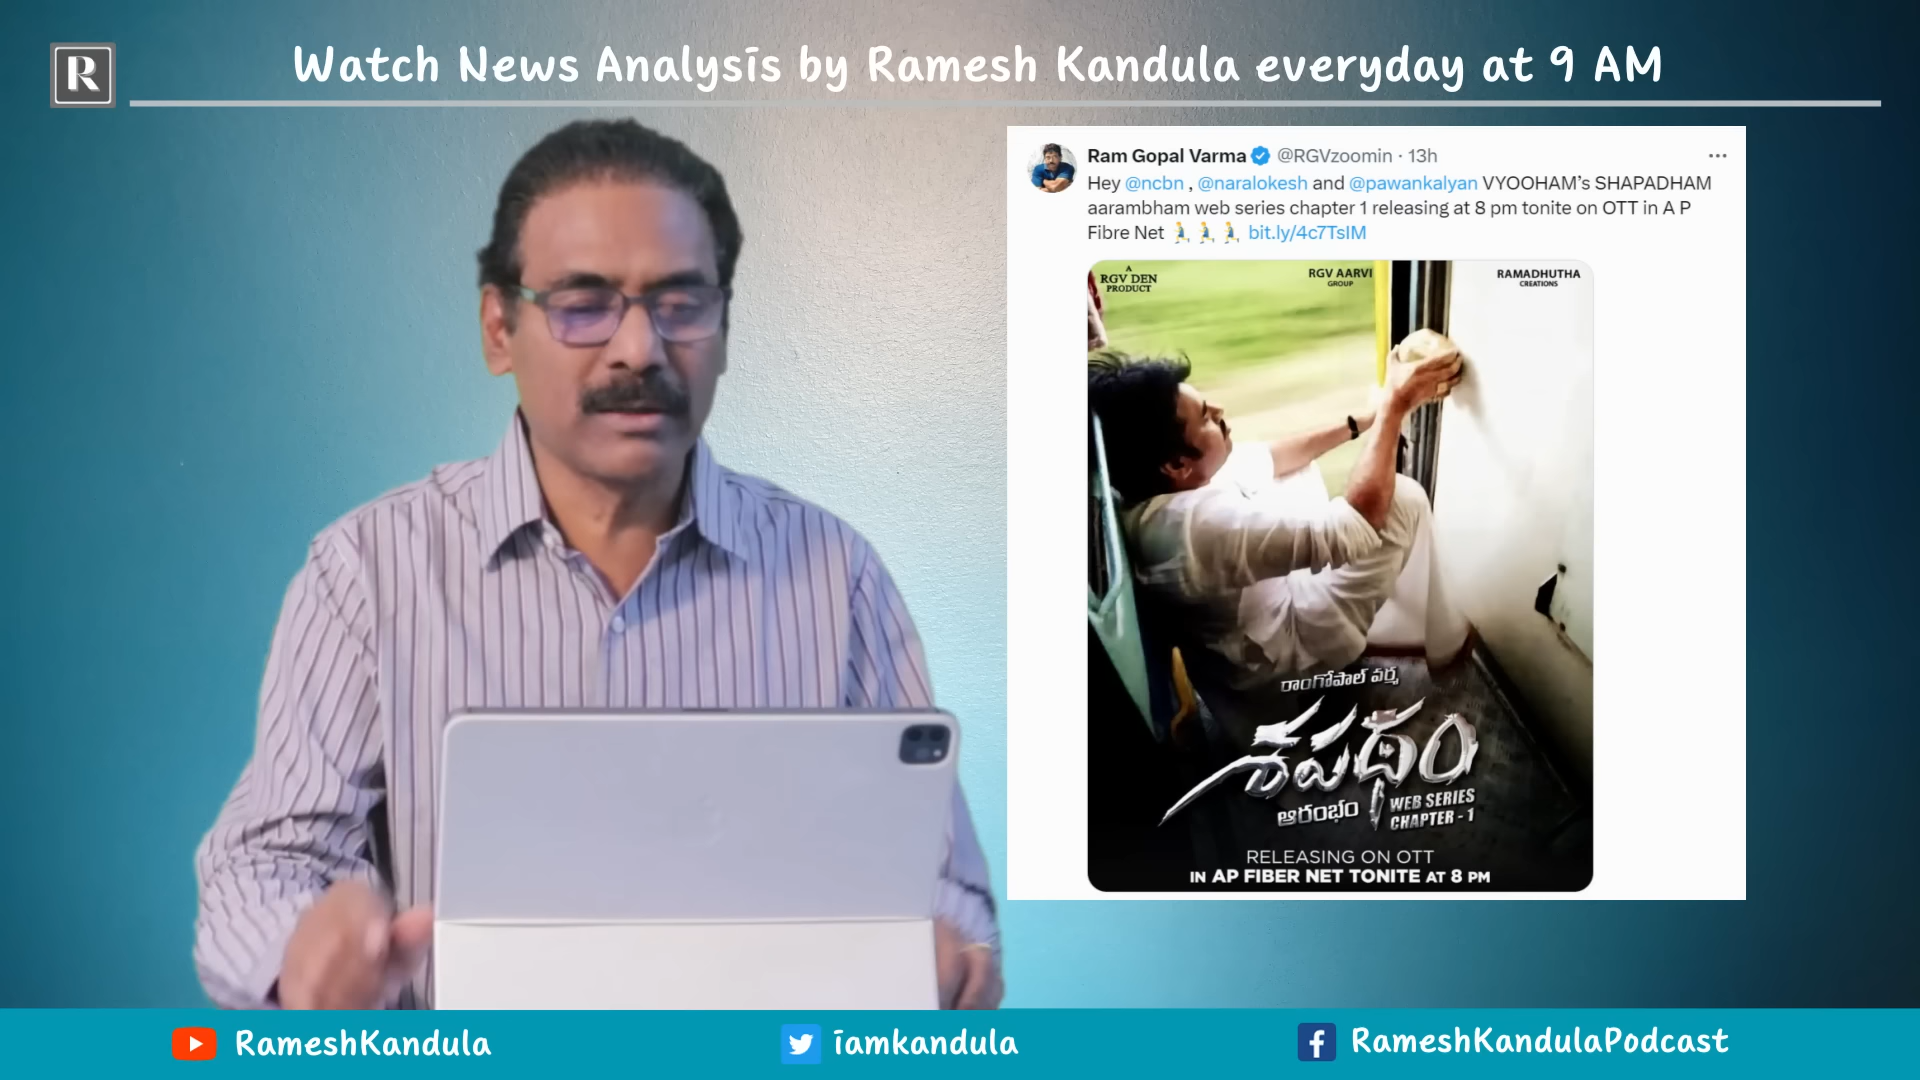 R
Watch News Analysis by Ramesh Kandula everyday at 9 AM
Ram Gopal Varma @RGVzoomin · 13h
Hey @ncbn , @naralokesh and @pawankalyan VYOOHAM's SHAPADHAM
aarambham web series chapter 1 releasing at 8 pm tonite on OTT in A P
Fibre Net 🏃🏃🏃 bit.ly/4c7TsIM
A
RGV DEN
PRODUCT
RGV AARVI
GROUP
RAMADHUTHA
CREATIONS
రాంగోపాల్ వర్మ
శపథం
ఆరంభం
WEB SERIES
CHAPTER - 1
RELEASING ON OTT
IN AP FIBER NET TONITE AT 8 PM
RameshKandula
iamkandula
RameshKandulaPodcast